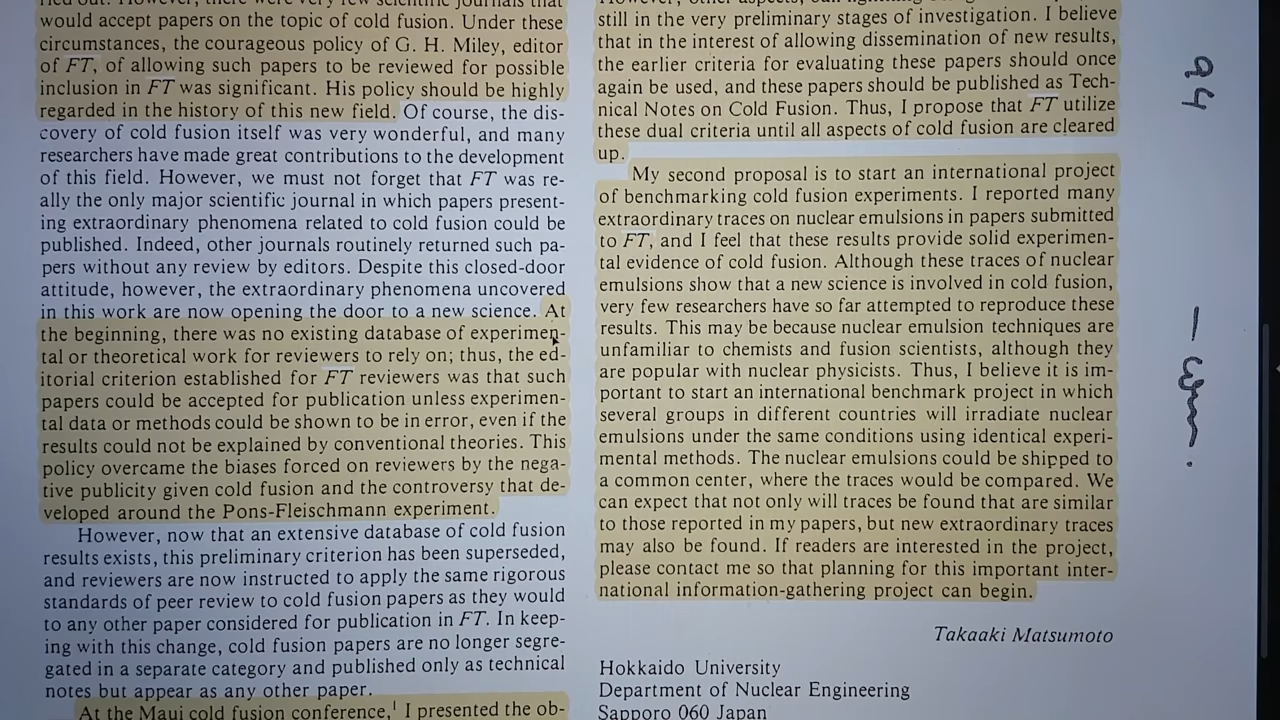 would accept papers on the topic of cold fusion. Under these
circumstances, the courageous policy of G. H. Miley, editor
of FT, of allowing such papers to be reviewed for possible
inclusion in FT was significant. His policy should be highly
regarded in the history of this new field. Of course, the dis-
covery of cold fusion itself was very wonderful, and many
researchers have made great contributions to the development
of this field. However, we must not forget that FT was re-
ally the only major scientific journal in which papers present-
ing extraordinary phenomena related to cold fusion could be
published. Indeed, other journals routinely returned such pa-
pers without any review by editors. Despite this closed-door
attitude, however, the extraordinary phenomena uncovered
in this work are now opening the door to a new science. At
the beginning, there was no existing database of experimen-
tal or theoretical work for reviewers to rely on; thus, the ed-
itorial criterion established for FT reviewers was that such
papers could be accepted for publication unless experimen-
tal data or methods could be shown to be in error, even if the
results could not be explained by conventional theories. This
policy overcame the biases forced on reviewers by the nega-
tive publicity given cold fusion and the controversy that de-
veloped around the Pons-Fleischmann experiment.
However, now that an extensive database of cold fusion
results exists, this preliminary criterion has been superseded,
and reviewers are now instructed to apply the same rigorous
standards of peer review to cold fusion papers as they would
to any other paper considered for publication in FT. In keep-
ing with this change, cold fusion papers are no longer segre-
gated in a separate category and published only as technical
notes but appear as any other paper.
At the Maui cold fusion conference,¹ I presented the ob-
still in the very preliminary stages of investigation. I believe
that in the interest of allowing dissemination of new results,
the earlier criteria for evaluating these papers should once
again be used, and these papers should be published as Tech-
nical Notes on Cold Fusion. Thus, I propose that FT utilize
these dual criteria until all aspects of cold fusion are cleared
up.
My second proposal is to start an international project
of benchmarking cold fusion experiments. I reported many
extraordinary traces on nuclear emulsions in papers submitted
to FT, and I feel that these results provide solid experimen-
tal evidence of cold fusion. Although these traces of nuclear
emulsions show that a new science is involved in cold fusion,
very few researchers have so far attempted to reproduce these
results. This may be because nuclear emulsion techniques are
unfamiliar to chemists and fusion scientists, although they
are popular with nuclear physicists. Thus, I believe it is im-
portant to start an international benchmark project in which
several groups in different countries will irradiate nuclear
emulsions under the same conditions using identical experi-
mental methods. The nuclear emulsions could be shipped to
a common center, where the traces would be compared. We
can expect that not only will traces be found that are similar
to those reported in my papers, but new extraordinary traces
may also be found. If readers are interested in the project,
please contact me so that planning for this important inter-
national information-gathering project can begin.
Takaaki Matsumoto
Hokkaido University
Department of Nuclear Engineering
Sapporo 060 Japan
94